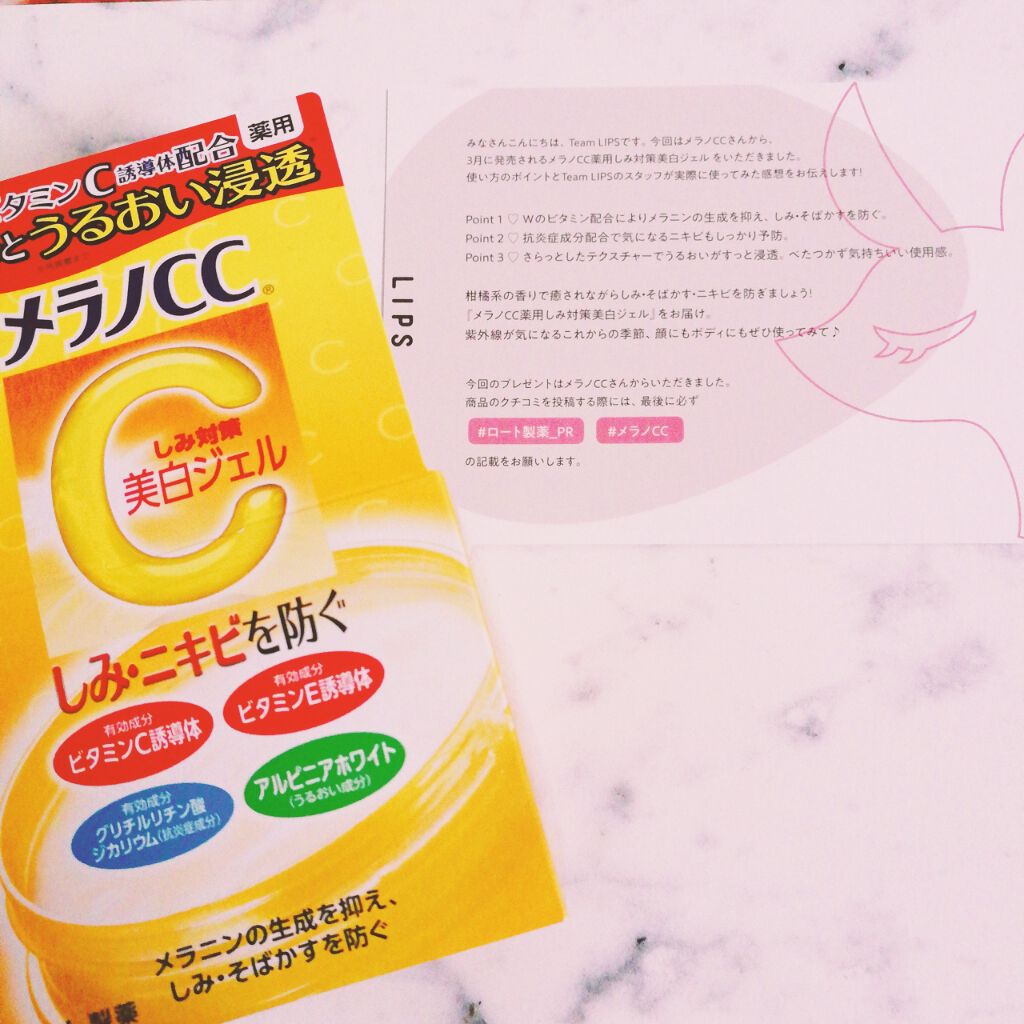 タミンC誘導体配合
薬用
とうるおい浸透
メラノCC®
しみ対策
美白ジェル
しみ・ニキビを防ぐ
有効成分
ビタミンC誘導体
有効成分
ビタミンE誘導体
有効成分
グリチルリチン酸
ジカリウム(抗炎症成分)
アルピニアホワイト
(うるおい成分)
メラニンの生成を抑え、
しみ・そばかすを防ぐ
製薬
LIPS
みなさんこんにちは、Team LIPSです。今回はメラノCCさんから、
3月に発売されるメラノCC薬用しみ対策美白ジェルをいただきました。
使い方のポイントとTeam LIPSのスタッフが実際に使ってみた感想をお伝えします!
Point 1 ♡ Wのビタミン配合によりメラニンの生成を抑え、しみ・そばかすを防ぐ。
Point 2 ♡ 抗炎症成分配合で気になるニキビもしっかり予防。
Point 3 ♡ さらっとしたテクスチャーでうるおいがすっと浸透。べたつかず気持ちいい使用感。
柑橘系の香りで癒されながらしみ・そばかす・ニキビを防ぎましょう!
『メラノCC薬用しみ対策美白ジェル』をお届け。
紫外線が気になるこれからの季節、顔にもボディにもぜひ使ってみて♪
今回のプレゼントはメラノCCさんからいただきました。
商品のクチコミを投稿する際には、最後に必ず
#ロート製薬_PR #メラノCC
の記載をお願いします。